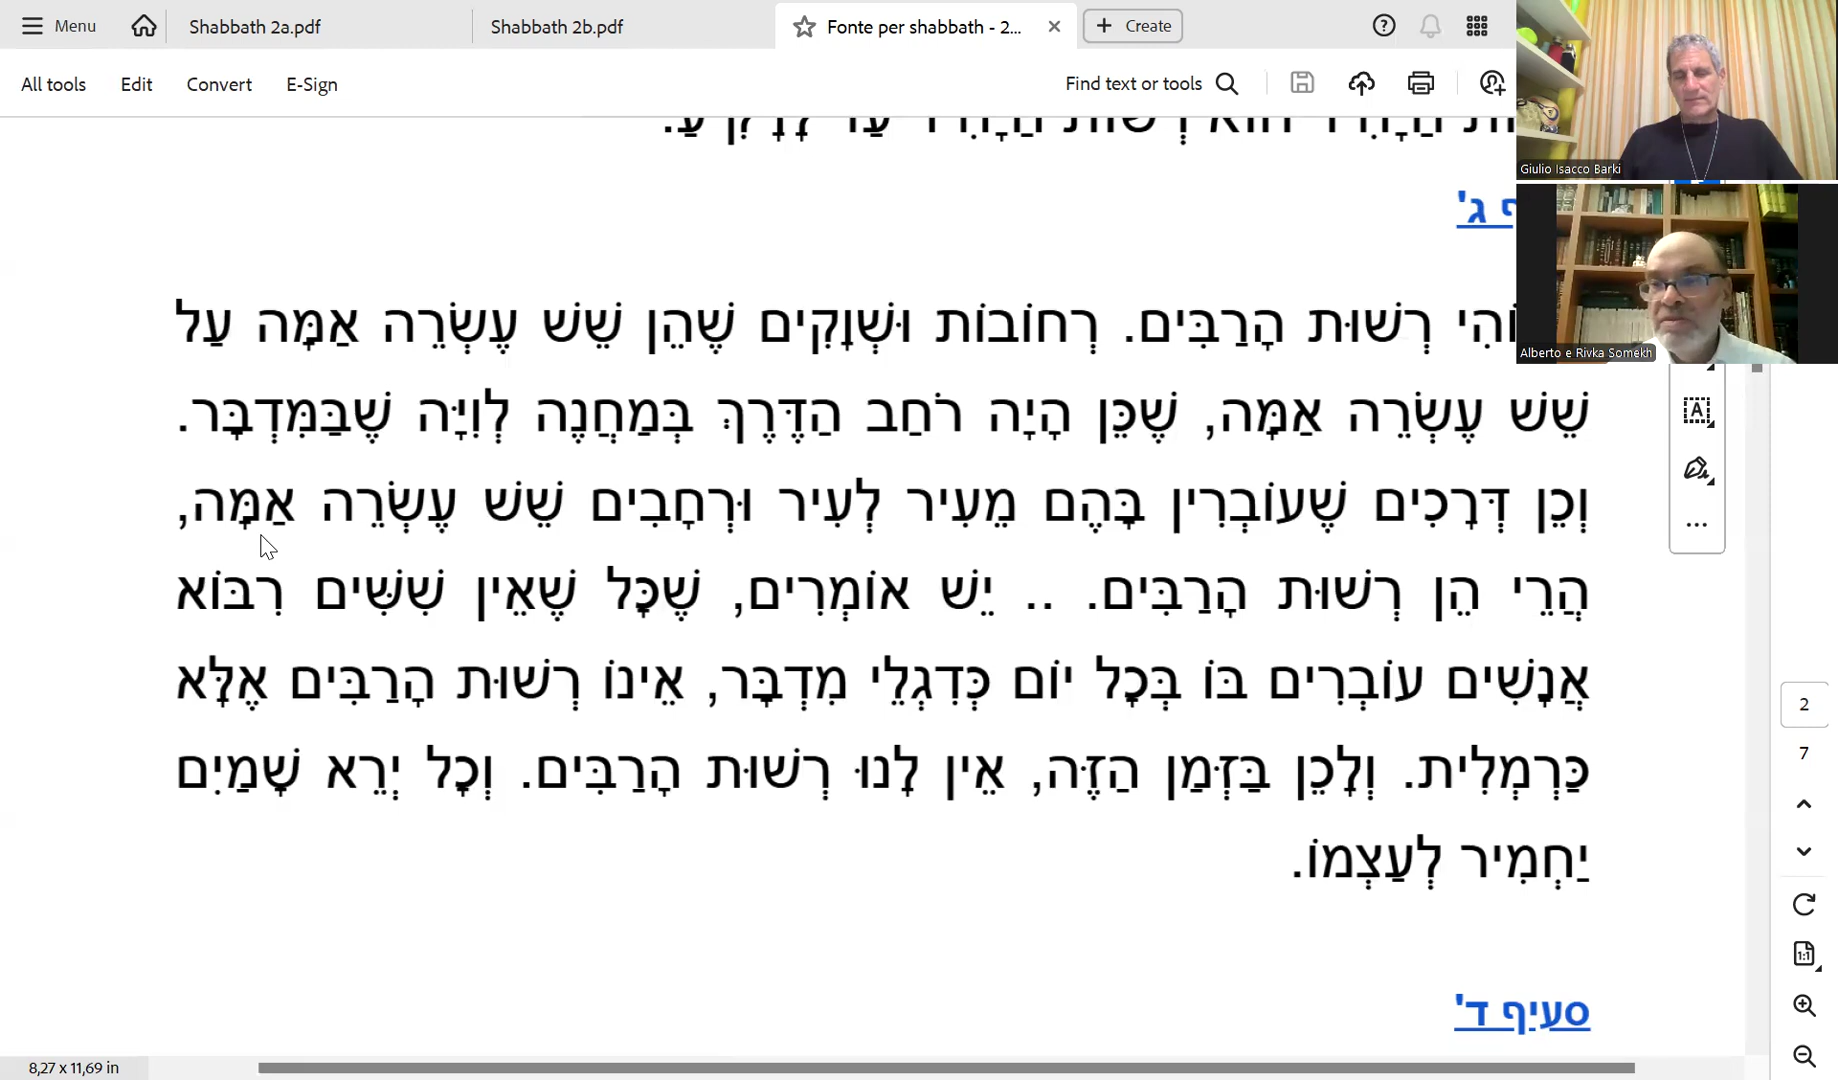 Menu
Shabbath 2a.pdf
Shabbath 2b.pdf
Fonte per shabbath - 2...
Create
All tools
Edit
Convert
E-Sign
Find text or tools
Giulio Isacco Barki
Alberto e Rivka Somekh
ף ג'
רְשׁוּת הָרַבִּים. רְחוֹבוֹת וּשְׁוָקִים שֶׁהֵן שֵׁשׁ עֶשְׂרֵה אַמָּה עַל
שֵׁשׁ עֶשְׂרֵה אַמָּה, שֶׁכֵּן הָיָה רֹחַב הַדֶּרֶךְ בְּמַחֲנֶה לְוִיָּה שֶׁבַּמִּדְבָּר.
וְכֵן דְּרָכִים שֶׁעוֹבְרִין בָּהֶם מֵעִיר לְעִיר וּרְחָבִים שֵׁשׁ עֶשְׂרֵה אַמָּה,
הֲרֵי הֵן רְשׁוּת הָרַבִּים. .. יֵשׁ אוֹמְרִים, שֶׁכָּל שֶׁאֵין שִׁשִּׁים רִבּוֹא
אֲנָשִׁים עוֹבְרִים בּוֹ בְּכָל יוֹם כְּדִגְלֵי מִדְבָּר, אֵינוֹ רְשׁוּת הָרַבִּים אֶלָּא
כַּרְמְלִית. וְלָכֵן בַּזְּמַן הַזֶּה, אֵין לָנוּ רְשׁוּת הָרַבִּים. וְכָל יְרֵא שָׁמַיִם
יַחְמִיר לְעַצְמוֹ.
סעיף ד'
2
7
8,27 x 11,69 in